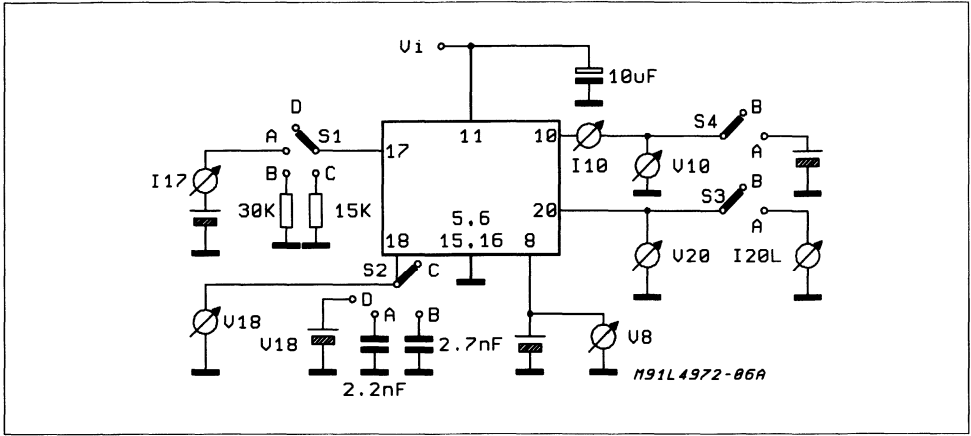 Vi
10uF
D
A
S1
17
11
10
S4
B
I10
V10
A
I17
B
C
30K
15K
S3
B
20
A
5.6
15.16
18
8
V20
I20L
S2
C
D
V18
V18
A
B
2.7nF
2.2nF
V8
M91L4972-06A